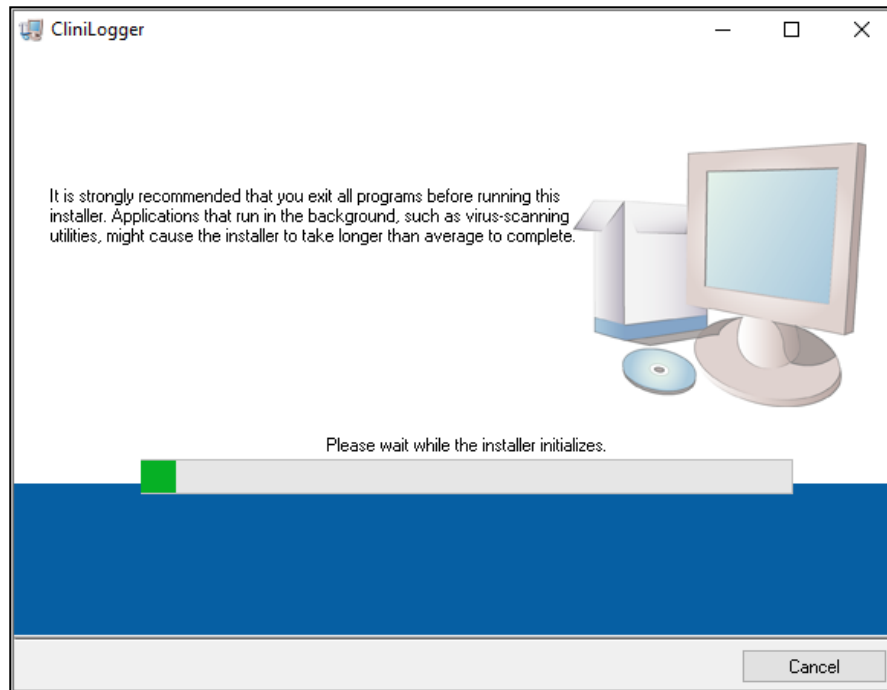 CliniLogger
It is strongly recommended that you exit all programs before running this
installer. Applications that run in the background, such as virus-scanning
utilities, might cause the installer to take longer than average to complete.
Please wait while the installer initializes.
Cancel